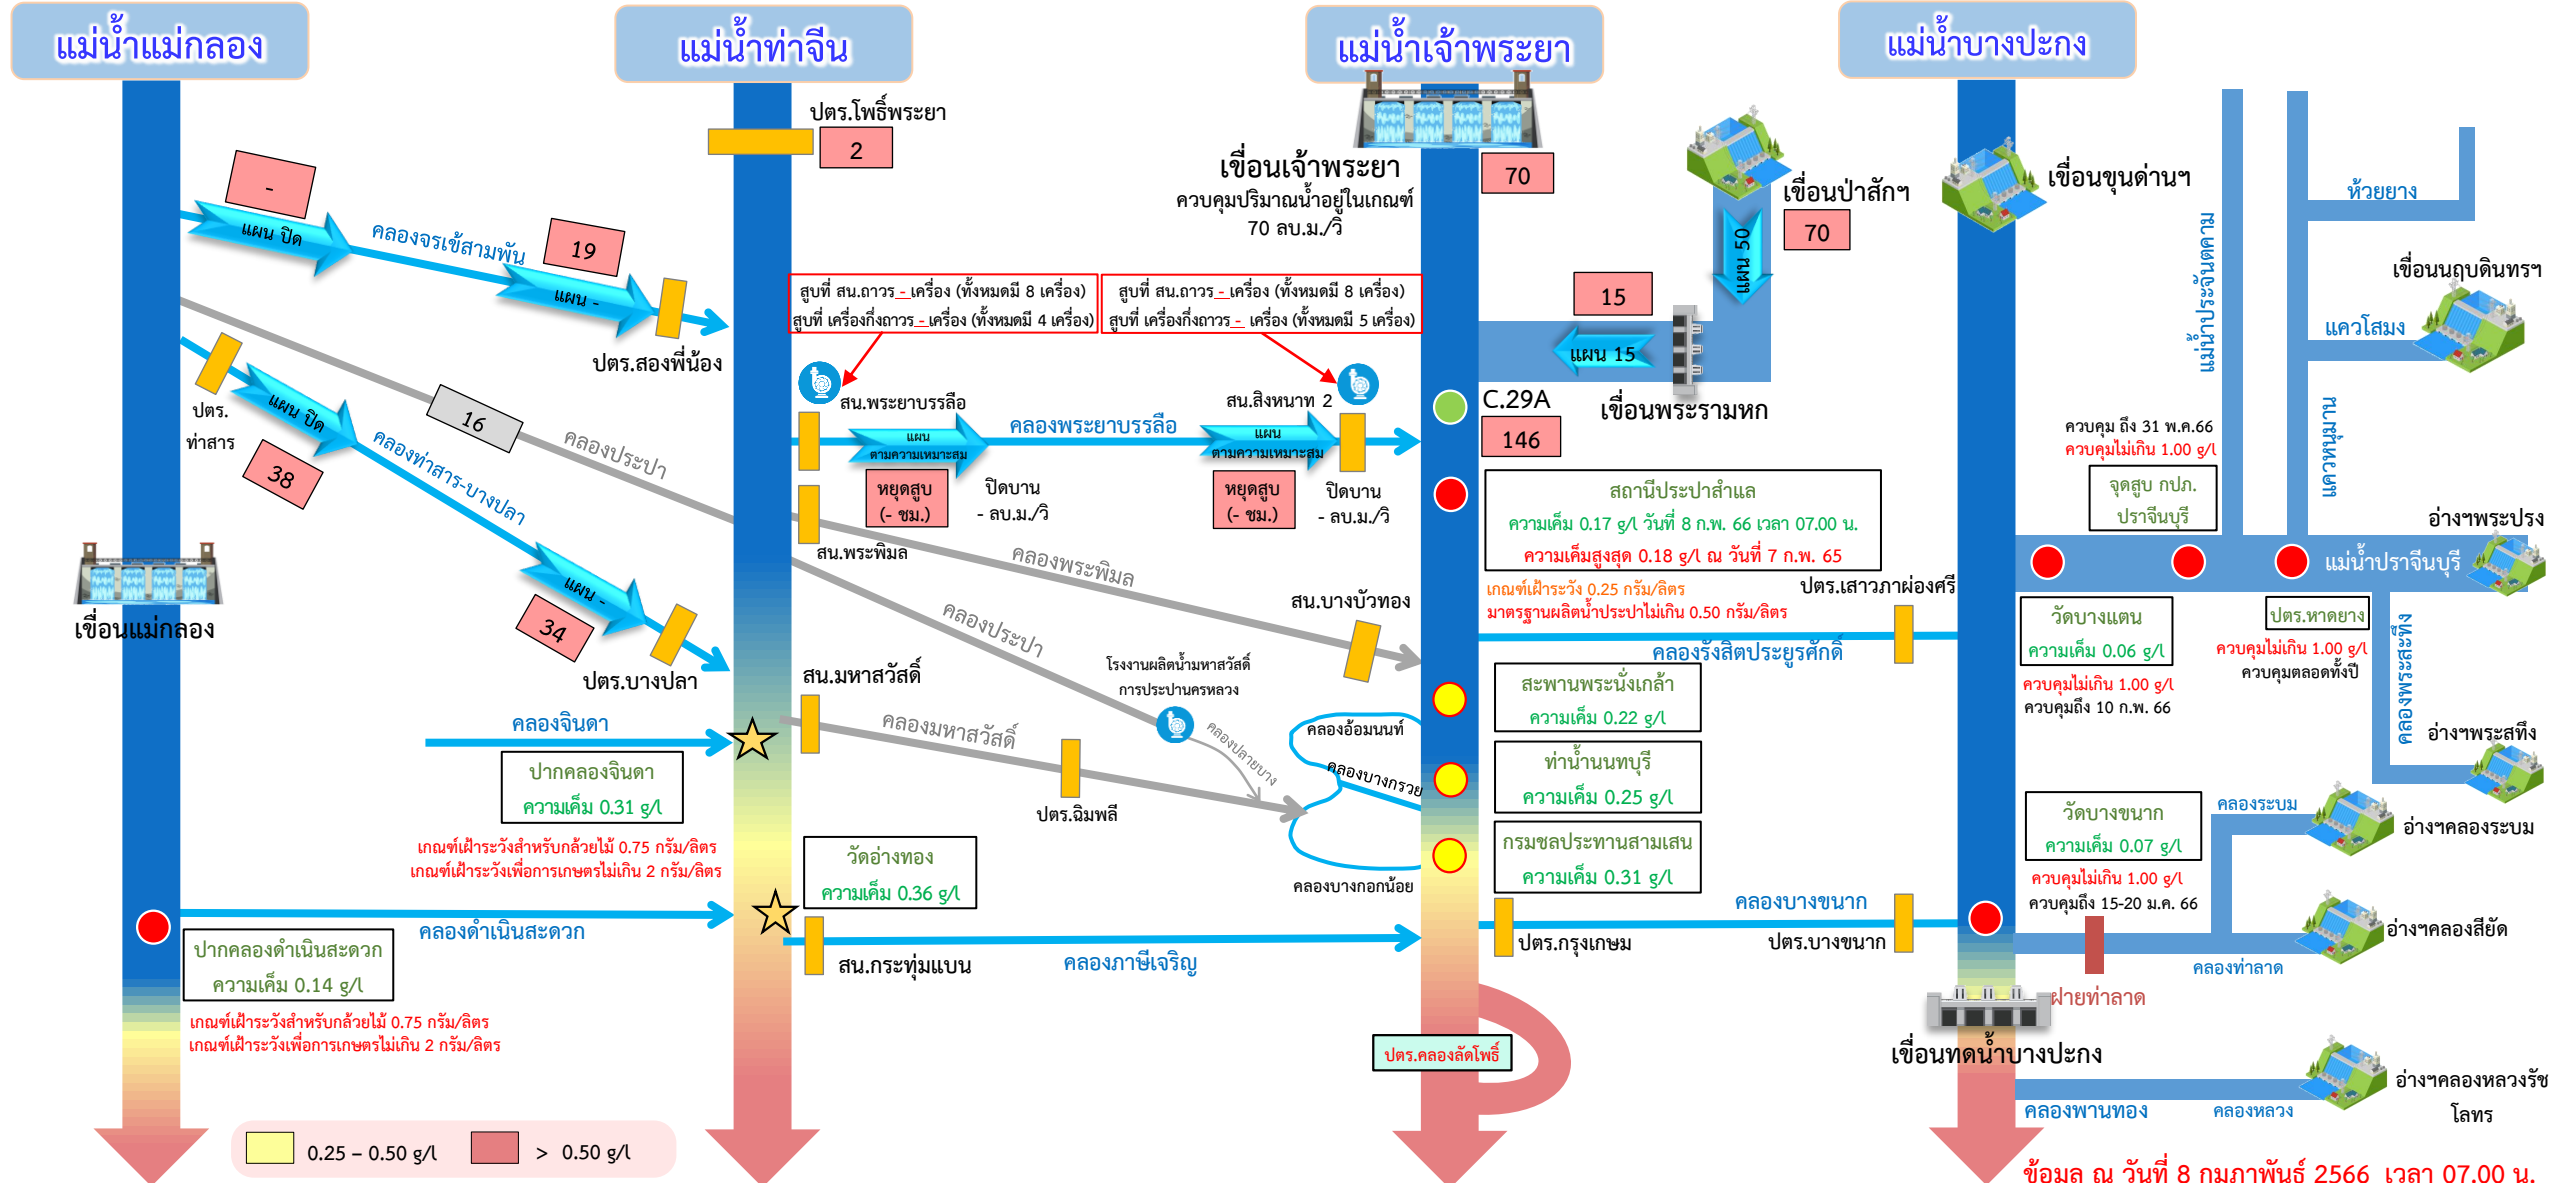 แม่น้ำแม่กลอง
แม่น้ำท่าจีน
แม่น้ำเจ้าพระยา
แม่น้ำบางปะกง
-
แผน ปิด
คลองจรเข้สามพัน
19
แผน -
ปตร.สองพี่น้อง
ปตร.
ท่าสาร
แผน ปิด
38
คลองท่าสาร-บางปลา
16
คลองประปา
แผน -
34
ปตร.บางปลา
เขื่อนแม่กลอง
คลองจินดา
ปากคลองจินดา
ความเค็ม 0.31 g/l
เกณฑ์เฝ้าระวังสำหรับกล้วยไม้ 0.75 กรัม/ลิตร
เกณฑ์เฝ้าระวังเพื่อการเกษตรไม่เกิน 2 กรัม/ลิตร
คลองดำเนินสะดวก
ปากคลองดำเนินสะดวก
ความเค็ม 0.14 g/l
เกณฑ์เฝ้าระวังสำหรับกล้วยไม้ 0.75 กรัม/ลิตร
เกณฑ์เฝ้าระวังเพื่อการเกษตรไม่เกิน 2 กรัม/ลิตร
0.25 – 0.50 g/l
> 0.50 g/l
ปตร.โพธิ์พระยา
2
สูบที่ สน.ถาวร - เครื่อง (ทั้งหมดมี 8 เครื่อง)
สูบที่ เครื่องกึ่งถาวร - เครื่อง (ทั้งหมดมี 4 เครื่อง)
สูบที่ สน.ถาวร - เครื่อง (ทั้งหมดมี 8 เครื่อง)
สูบที่ เครื่องกึ่งถาวร - เครื่อง (ทั้งหมดมี 5 เครื่อง)
สน.พระยาบรรลือ
แผน
ตามความเหมาะสม
หยุดสูบ
(- ชม.)
ปิดบาน
- ลบ.ม./วิ
คลองพระยาบรรลือ
สน.สิงหนาท 2
แผน
ตามความเหมาะสม
หยุดสูบ
(- ชม.)
ปิดบาน
- ลบ.ม./วิ
สน.พระพิมล
คลองพระพิมล
สน.บางบัวทอง
คลองประปา
โรงงานผลิตน้ำมหาสวัสดิ์
การประปานครหลวง
คลองปลายบาง
สน.มหาสวัสดิ์
คลองมหาสวัสดิ์
ปตร.ฉิมพลี
คลองอ้อมนนท์
คลองบางกรวย
คลองบางกอกน้อย
วัดอ่างทอง
ความเค็ม 0.36 g/l
สน.กระทุ่มแบน
คลองภาษีเจริญ
เขื่อนเจ้าพระยา
ควบคุมปริมาณน้ำอยู่ในเกณฑ์
70 ลบ.ม./วิ
70
เขื่อนป่าสักฯ
70
แผน 50
15
แผน 15
เขื่อนพระรามหก
C.29A
146
สถานีประปาสำแล
ความเค็ม 0.17 g/l วันที่ 8 ก.พ. 66 เวลา 07.00 น.
ความเค็มสูงสุด 0.18 g/l ณ วันที่ 7 ก.พ. 65
เกณฑ์เฝ้าระวัง 0.25 กรัม/ลิตร
มาตรฐานผลิตน้ำประปาไม่เกิน 0.50 กรัม/ลิตร
ปตร.เสาวภาผ่องศรี
คลองรังสิตประยูรศักดิ์
สะพานพระนั่งเกล้า
ความเค็ม 0.22 g/l
ท่าน้ำนนทบุรี
ความเค็ม 0.25 g/l
กรมชลประทานสามเสน
ความเค็ม 0.31 g/l
ปตร.กรุงเกษม
คลองบางขนาก
ปตร.บางขนาก
ปตร.คลองลัดโพธิ์
เขื่อนขุนด่านฯ
แม่น้ำประจันตคาม
ห้วยยาง
เขื่อนนฤบดินทรฯ
แควโสมง
แควหนุมาน
ควบคุม ถึง 31 พ.ค.66
ควบคุมไม่เกิน 1.00 g/l
จุดสูบ กปภ.
ปราจีนบุรี
อ่างฯพระปรง
แม่น้ำปราจีนบุรี
วัดบางแตน
ความเค็ม 0.06 g/l
ควบคุมไม่เกิน 1.00 g/l
ควบคุมถึง 10 ก.พ. 66
ปตร.หาดยาง
ควบคุมไม่เกิน 1.00 g/l
ควบคุมตลอดทั้งปี
คลองพระสะทึง
อ่างฯพระสทึง
วัดบางขนาก
ความเค็ม 0.07 g/l
ควบคุมไม่เกิน 1.00 g/l
ควบคุมถึง 15-20 ม.ค. 66
คลองระบม
อ่างฯคลองระบม
อ่างฯคลองสียัด
คลองท่าลาด
ฝายท่าลาด
เขื่อนทดน้ำบางปะกง
คลองพานทอง
คลองหลวง
อ่างฯคลองหลวงรัช
โลทร
ข้อมูล ณ วันที่ 8 กุมภาพันธ์ 2566 เวลา 07.00 น.